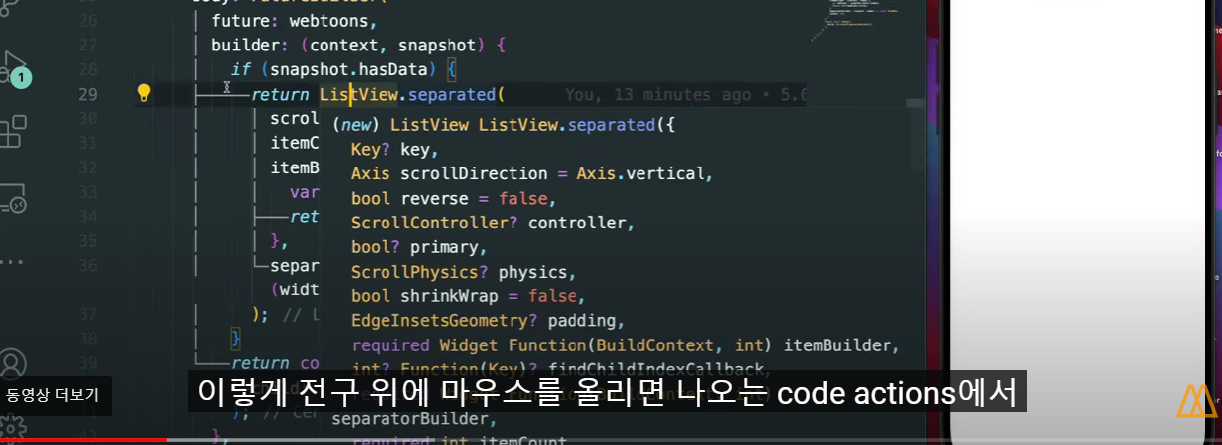 26 future: webtoons,
27 builder: (context, snapshot) {
28 if (snapshot.hasData) {
29 return ListView.separated( You, 13 minutes ago • 5.6
30 scrol
31 itemC
32 itemB
33 var
34 ret
35 },
36 separ
(widt
37 ); // L
38 }
39 return co
(new) ListView ListView.separated({
Key? key,
Axis scrollDirection = Axis.vertical,
bool reverse = false,
ScrollController? controller,
bool? primary,
ScrollPhysics? physics,
bool shrinkWrap = false,
EdgeInsetsGeometry? padding,
required Widget Function(BuildContext, int) itemBuilder,
int? Function(Key)? findChildIndexCallback,
separatorBuilder,
required int itemCount
1
동영상 더보기
이렇게 전구 위에 마우스를 올리면 나오는 code actions에서